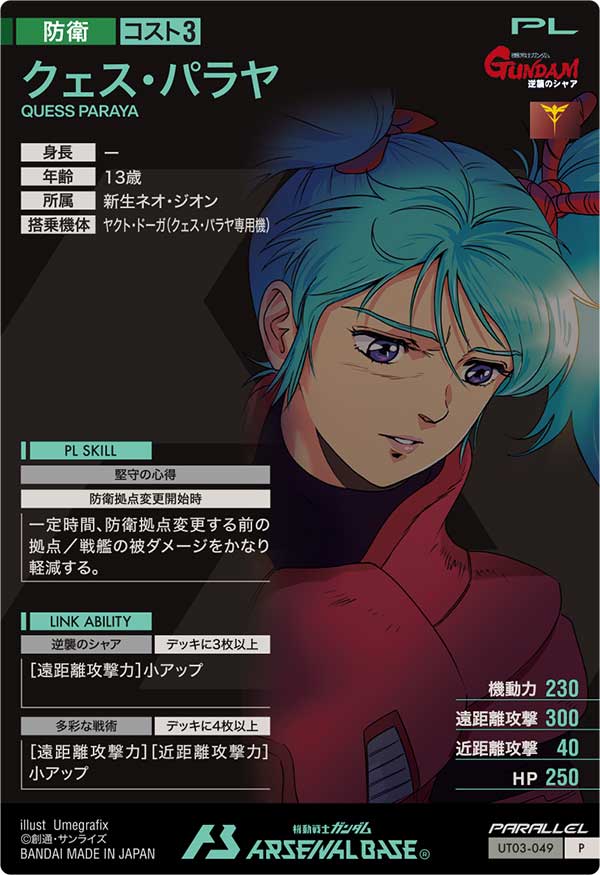 防衛 コスト3
PL
クェス・パラヤ
QUESS PARAYA
機動戦士ガンダム
GUNDAM
逆襲のシャア
身長 ー
年齢 13歳
所属 新生ネオ・ジオン
搭乗機体 ヤクト・ドーガ(クェス・パラヤ専用機)
PL SKILL
堅守の心得
防衛拠点変更開始時
一定時間、防衛拠点変更する前の
拠点／戦艦の被ダメージをかなり
軽減する。
LINK ABILITY
逆襲のシャア デッキに3枚以上
[遠距離攻撃力]小アップ
多彩な戦術 デッキに4枚以上
[遠距離攻撃力][近距離攻撃力]
小アップ
機動力 230
遠距離攻撃 300
近距離攻撃 40
HP 250
illust Umegrafix
©創通・サンライズ
BANDAI MADE IN JAPAN
機動戦士ガンダム
AB ARSENAL BASE®
PARALLEL
UT03-049 P